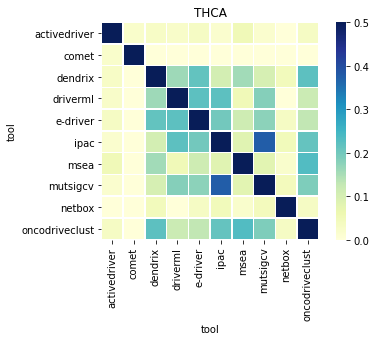 THCA
activedriver
comet
dendrix
driverml
e-driver
ipac
msea
mutsigcv
netbox
oncodriveclust
tool
activedriver
comet
dendrix
driverml
e-driver
ipac
msea
mutsigcv
netbox
oncodriveclust
tool
0.5
0.4
0.3
0.2
0.1
0.0